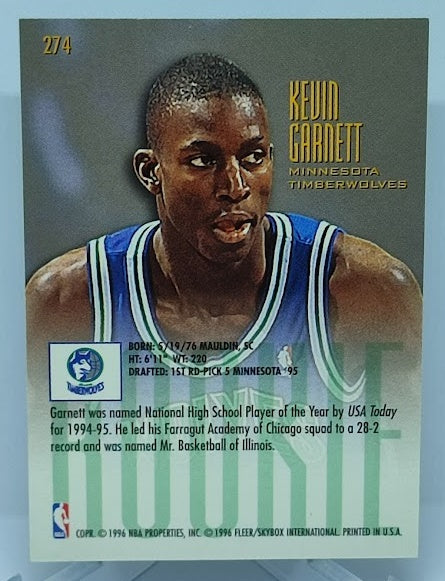 274
KEVIN
GARNETT
MINNESOTA
TIMBERWOLVES
BORN: 5/19/76 MAULDIN, SC
HT: 6'11" WT: 220
DRAFTED: 1ST RD-PICK 5 MINNESOTA '95
TIMBERWOLVES
ROOKIE
Garnett was named National High School Player of the Year by USA Today
for 1994-95. He led his Farragut Academy of Chicago squad to a 28-2
record and was named Mr. Basketball of Illinois.
NBA
COPR. © 1996 NBA PROPERTIES, INC. © 1996 FLEER/SKYBOX INTERNATIONAL. PRINTED IN U.S.A.